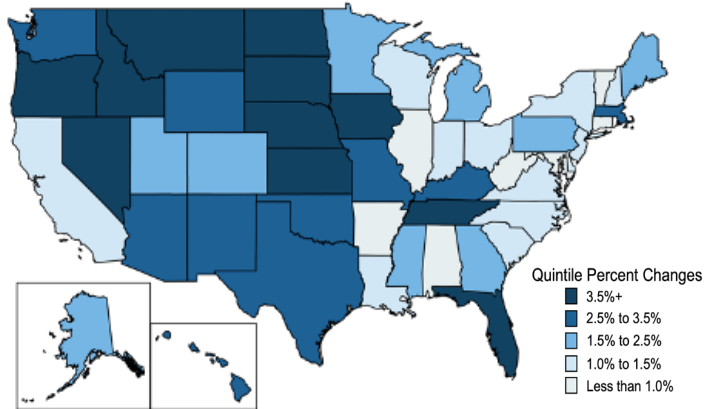 Quintile Percent Changes
3.5%+
2.5% to 3.5%
1.5% to 2.5%
1.0% to 1.5%
Less than 1.0%